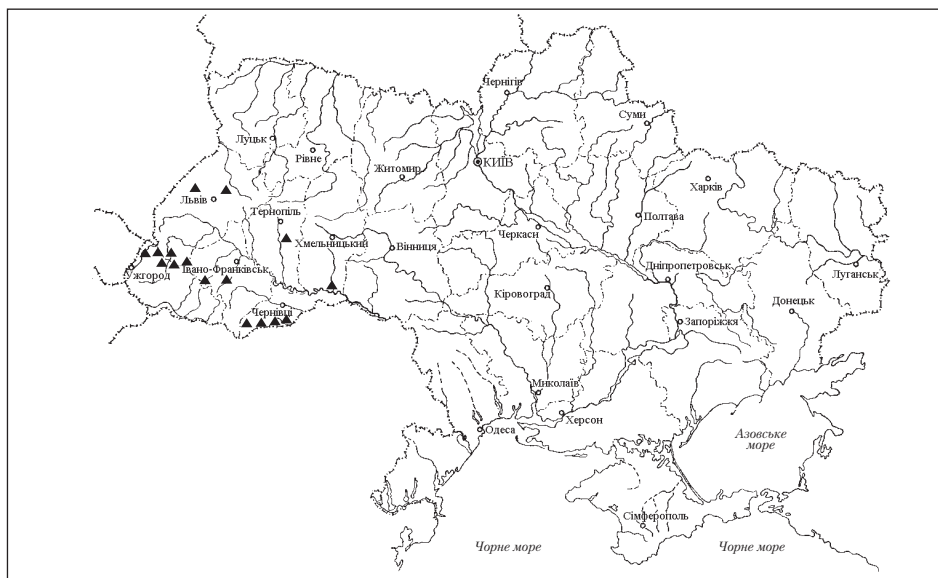 Чернігів
Суми
Луцьк
Рівне
КИЇВ
Житомир
Харків
Львів
Тернопіль
Полтава
Хмельницький
Вінниця
Черкаси
Ужгород
Івано-Франківськ
Дніпропетровськ
Луганськ
Кіровоград
Донецьк
Чернівці
Запоріжжя
Миколаїв
Херсон
Одеса
Азовське
море
Сімферополь
Чорне море
Чорне море